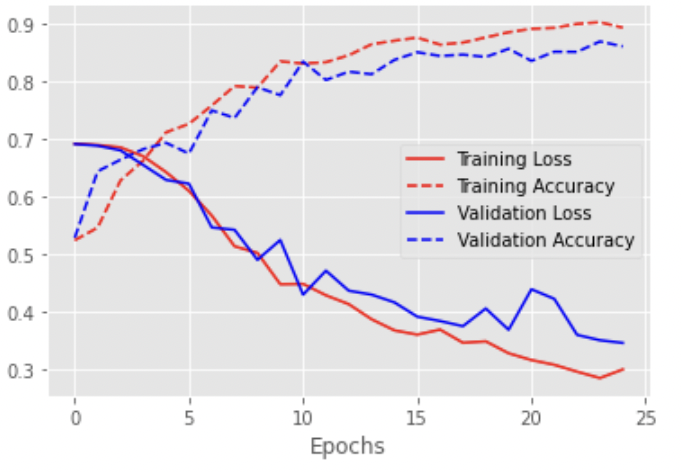 0.9
0.8
0.7
0.6
0.5
0.4
0.3
Training Loss
Training Accuracy
Validation Loss
Validation Accuracy
0 5 10 15 20 25
Epochs